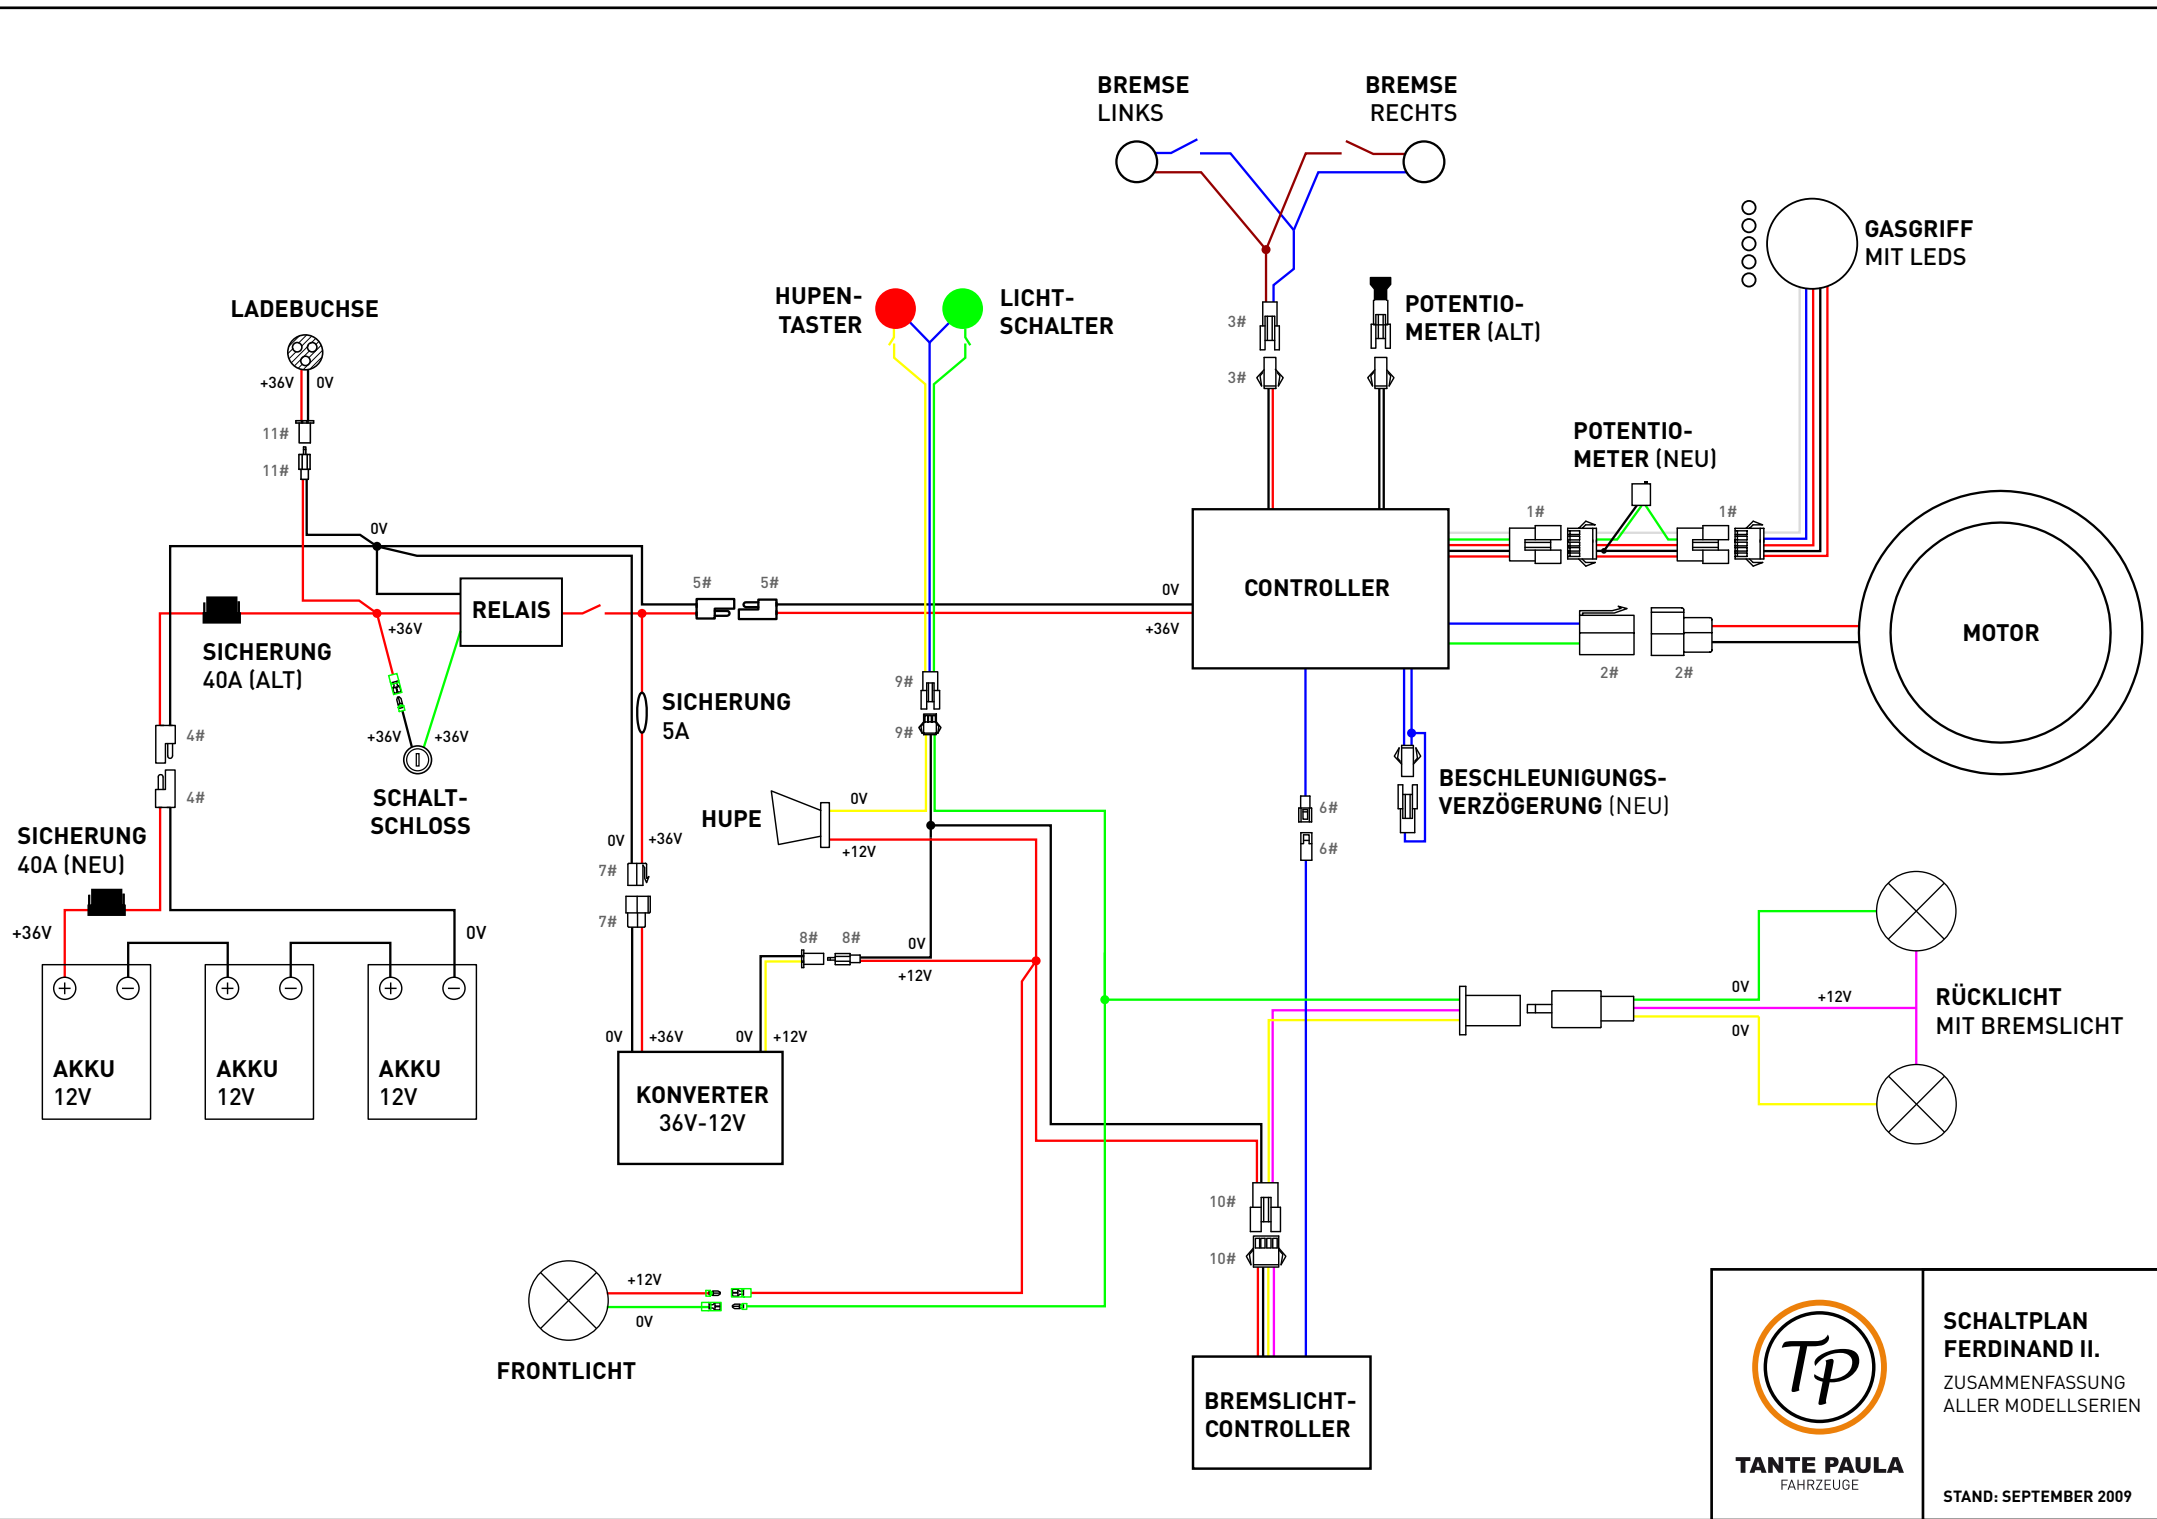 BREMSE
LINKS
BREMSE
RECHTS
GASGRIFF
MIT LEDS
HUPEN-
TASTER
LICHT-
SCHALTER
LADEBUCHSE
+36V
0V
3#
3#
POTENTIO-
METER (ALT)
11#
11#
POTENTIO-
METER (NEU)
1#
1#
0V
RELAIS
5#
5#
0V
+36V
CONTROLLER
MOTOR
+36V
SICHERUNG
40A (ALT)
2#
2#
9#
9#
SICHERUNG
5A
4#
4#
+36V
+36V
SCHALT-
SCHLOSS
BESCHLEUNIGUNGS-
VERZÖGERUNG (NEU)
6#
6#
HUPE
0V
+12V
SICHERUNG
40A (NEU)
0V
+36V
7#
7#
+36V
0V
8#
8#
0V
+12V
0V
+12V
0V
RÜCKLICHT
MIT BREMSLICHT
0V
+36V
0V
+12V
AKKU
12V
AKKU
12V
AKKU
12V
KONVERTER
36V-12V
10#
10#
+12V
0V
FRONTLICHT
BREMSLICHT-
CONTROLLER
TP
TANTE PAULA
FAHRZEUGE
SCHALTPLAN
FERDINAND II.
ZUSAMMENFASSUNG
ALLER MODELLSERIEN
STAND: SEPTEMBER 2009